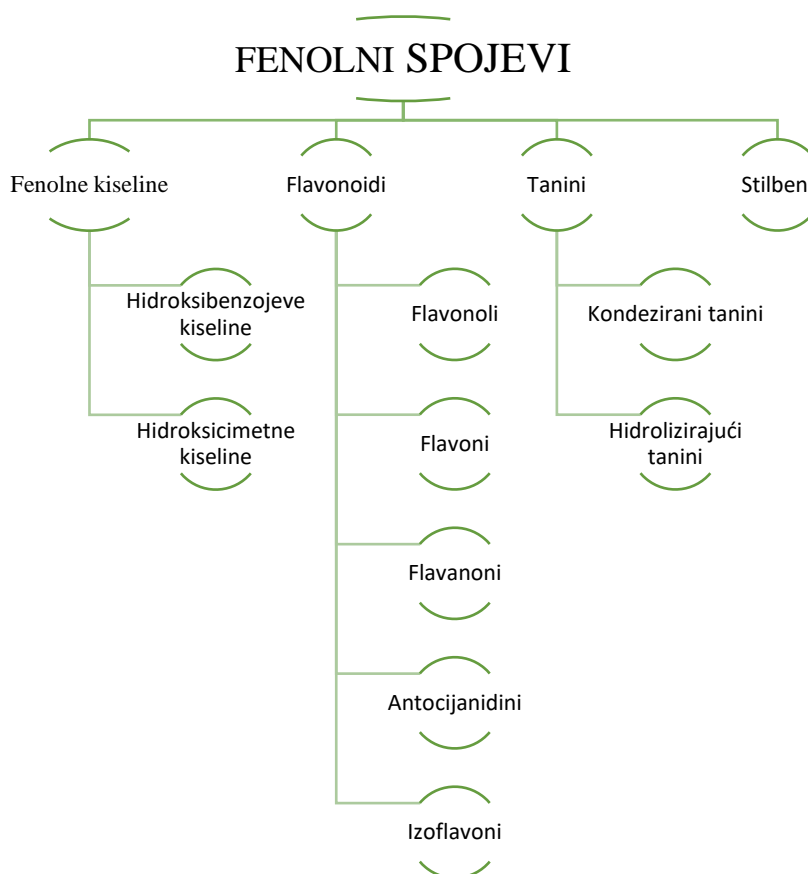 FENOLNI SPOJEVI
Fenolne kiseline
Flavonoidi
Tanini
Stilben
Hidroksibenzojeve
kiseline
Flavonoli
Kondezirani tanini
Hidroksicimetne
kiseline
Flavoni
Hidrolizirajući
tanini
Flavanoni
Antocijanidini
Izoflavoni